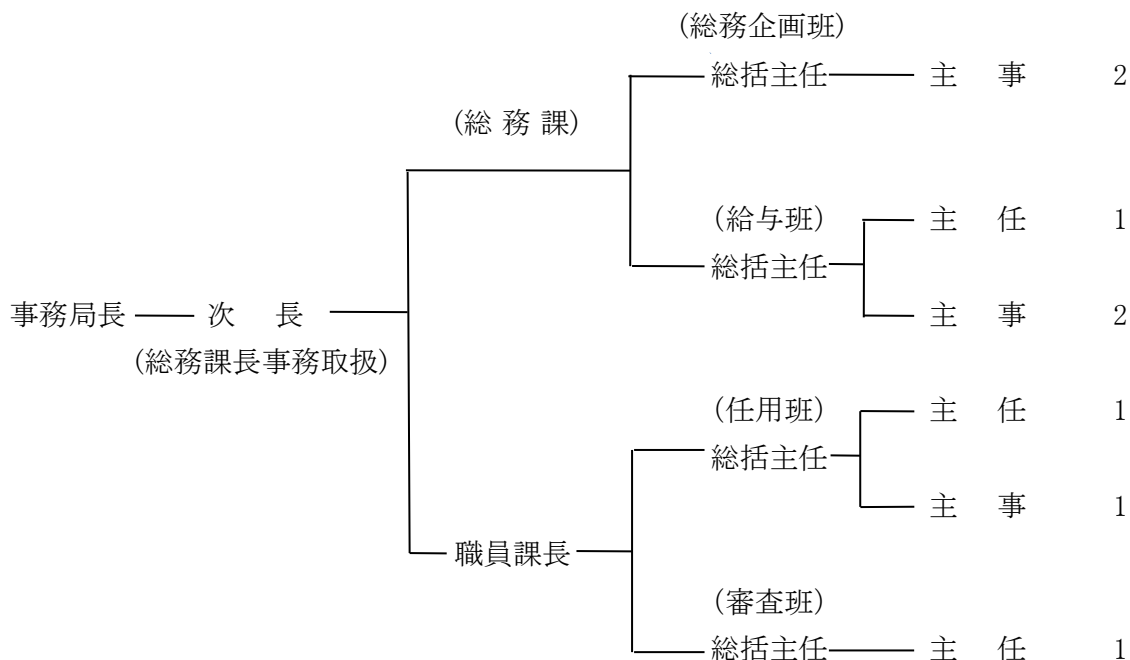 (総務企画班)
総括主任 主 事 2
(総 務 課)
(給与班) 主 任 1
総括主任
事務局長 次 長 主 事 2
(総務課長事務取扱)
(任用班) 主 任 1
総括主任
主 事 1
職員課長
(審査班)
総括主任 主 任 1